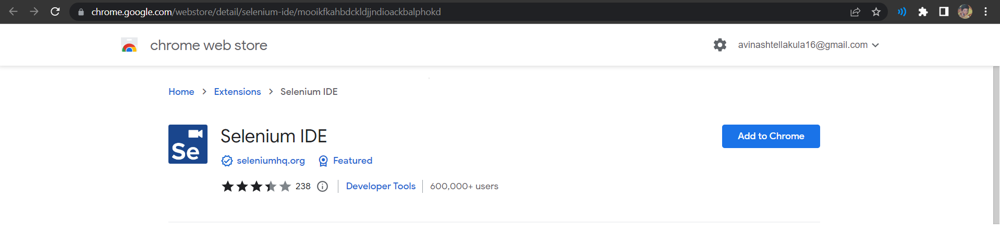 chrome.google.com/webstore/detail/selenium-ide/mooikfkahbdckldjjndioackbalphokd
chrome web store
avinashtellakula16@gmail.com
Home > Extensions > Selenium IDE
Se
Selenium IDE
Add to Chrome
seleniumhq.org Featured
238 Developer Tools 600,000+ users